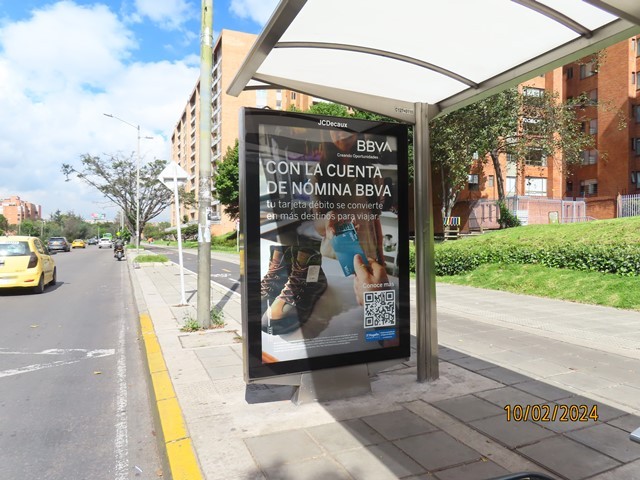 JCDecaux
BBVA
Creando Oportunidades
CON LA CUENTA
DE NÓMINA BBVA
tu tarjeta débito se convierte
en más destinos para viajar
Conoce más
10/02/2024